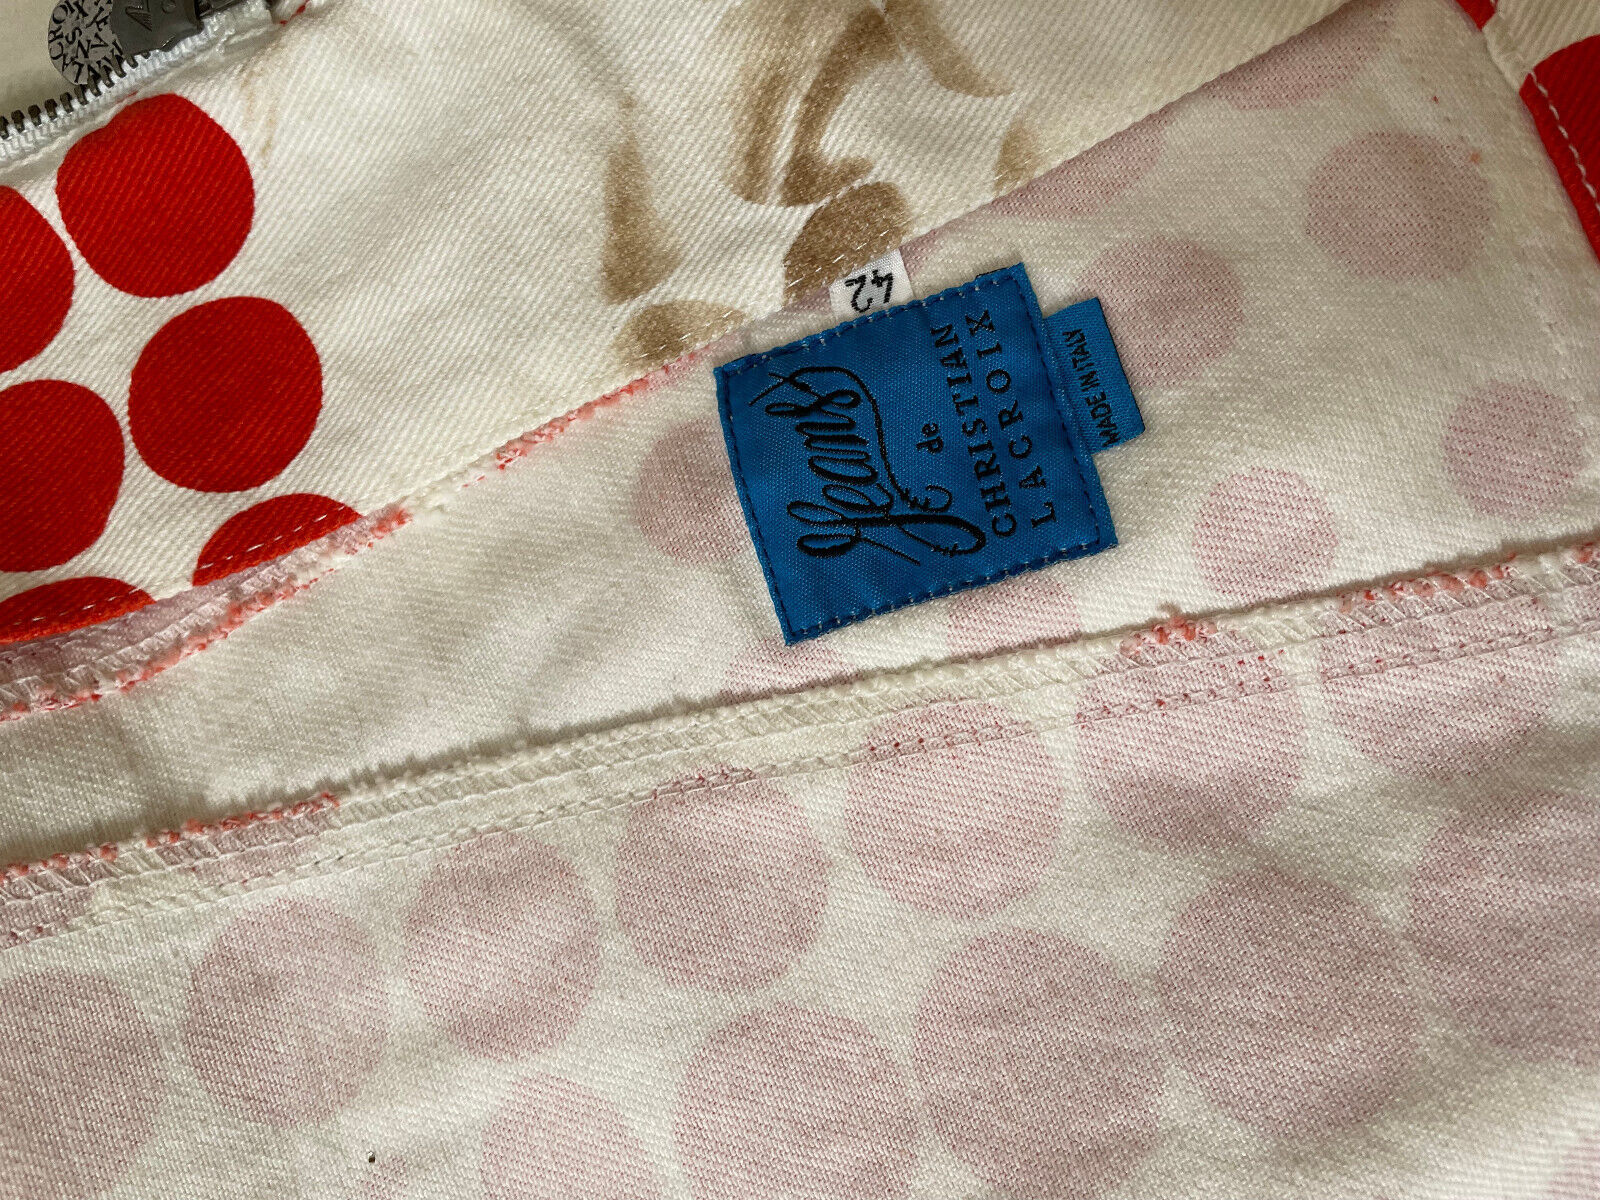 42
Jeans
de
CHRISTIAN
LACROIX
MADE IN ITALY